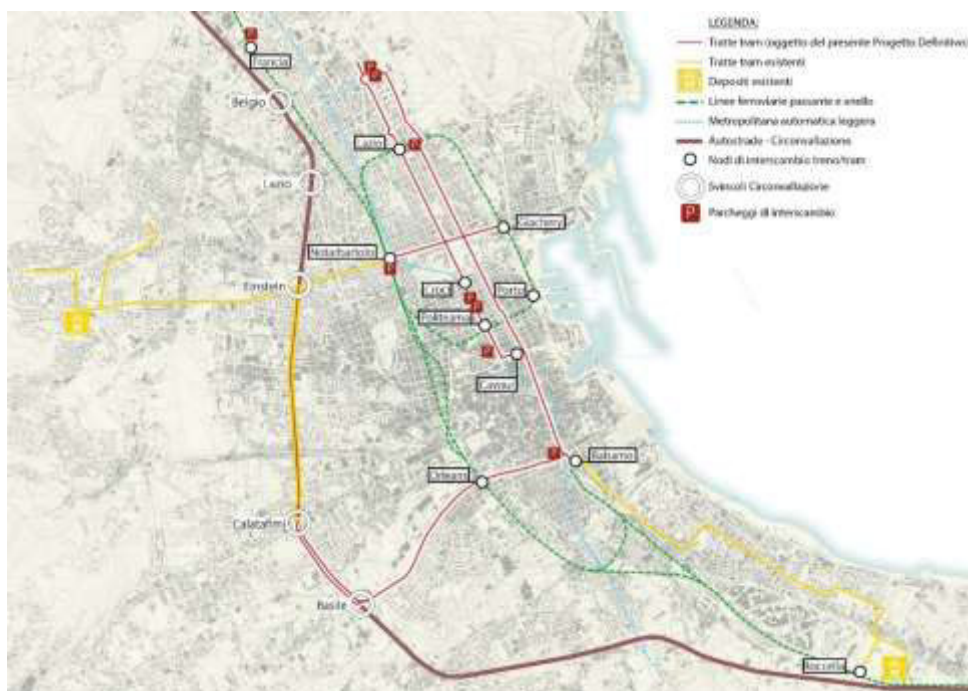 LEGENDA:
Tratte tram (oggetto del presente Progetto Definitivo)
Tratte tram esistenti
Depositi esistenti
Linee ferroviarie passante e anello
Metropolitana automatica leggera
Autostrade - Circonvallazione
Nodi di interscambio treno/tram
Svincoli Circonvallazione
P Parcheggi di interscambio
P
Francia
Belgio
P
P
Lazio
P
Lazio
Giachery
Notarbartolo
P
Einstein
Croci
Porto
P
P
Politeama
P
Cavour
P
Balsamo
Orleans
Calatafimi
Basile
Roccella